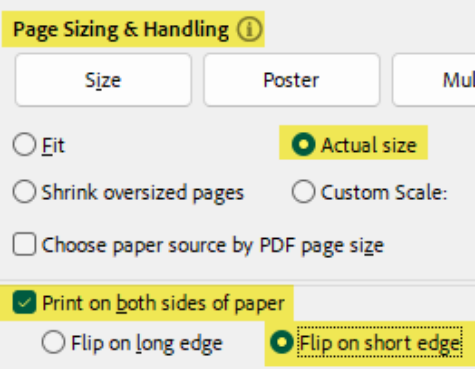 Page Sizing & Handling
Size Poster Mul
Fit Actual size
Shrink oversized pages Custom Scale:
Choose paper source by PDF page size
Print on both sides of paper
Flip on long edge Flip on short edge